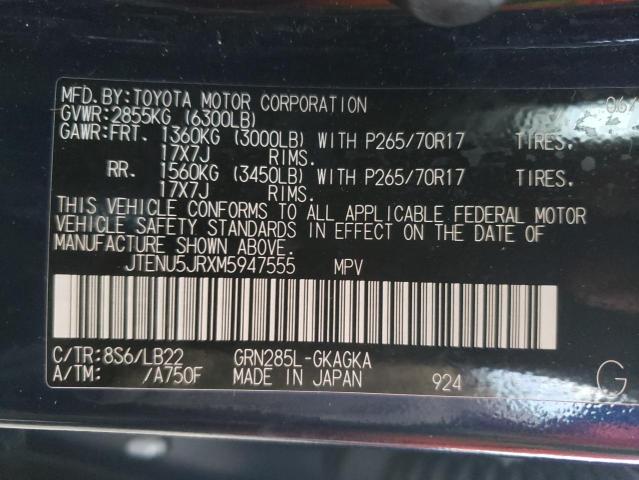 MFD.BY:TOYOTA MOTOR CORPORATION 06/
GVWR:2855KG (6300LB)
GAWR:FRT. 1360KG (3000LB) WITH P265/70R17 TIRES,
17X7J RIMS.
RR. 1560KG (3450LB) WITH P265/70R17 TIRES,
17X7J RIMS.
THIS VEHICLE CONFORMS TO ALL APPLICABLE FEDERAL MOTOR
VEHICLE SAFETY STANDARDS IN EFFECT ON THE DATE OF
MANUFACTURE SHOWN ABOVE.
JTENU5JRXM5947555 MPV
C/TR:8S6/LB22 GRN285L-GKAGKA
A/TM: /A750F MADE IN JAPAN 924 G